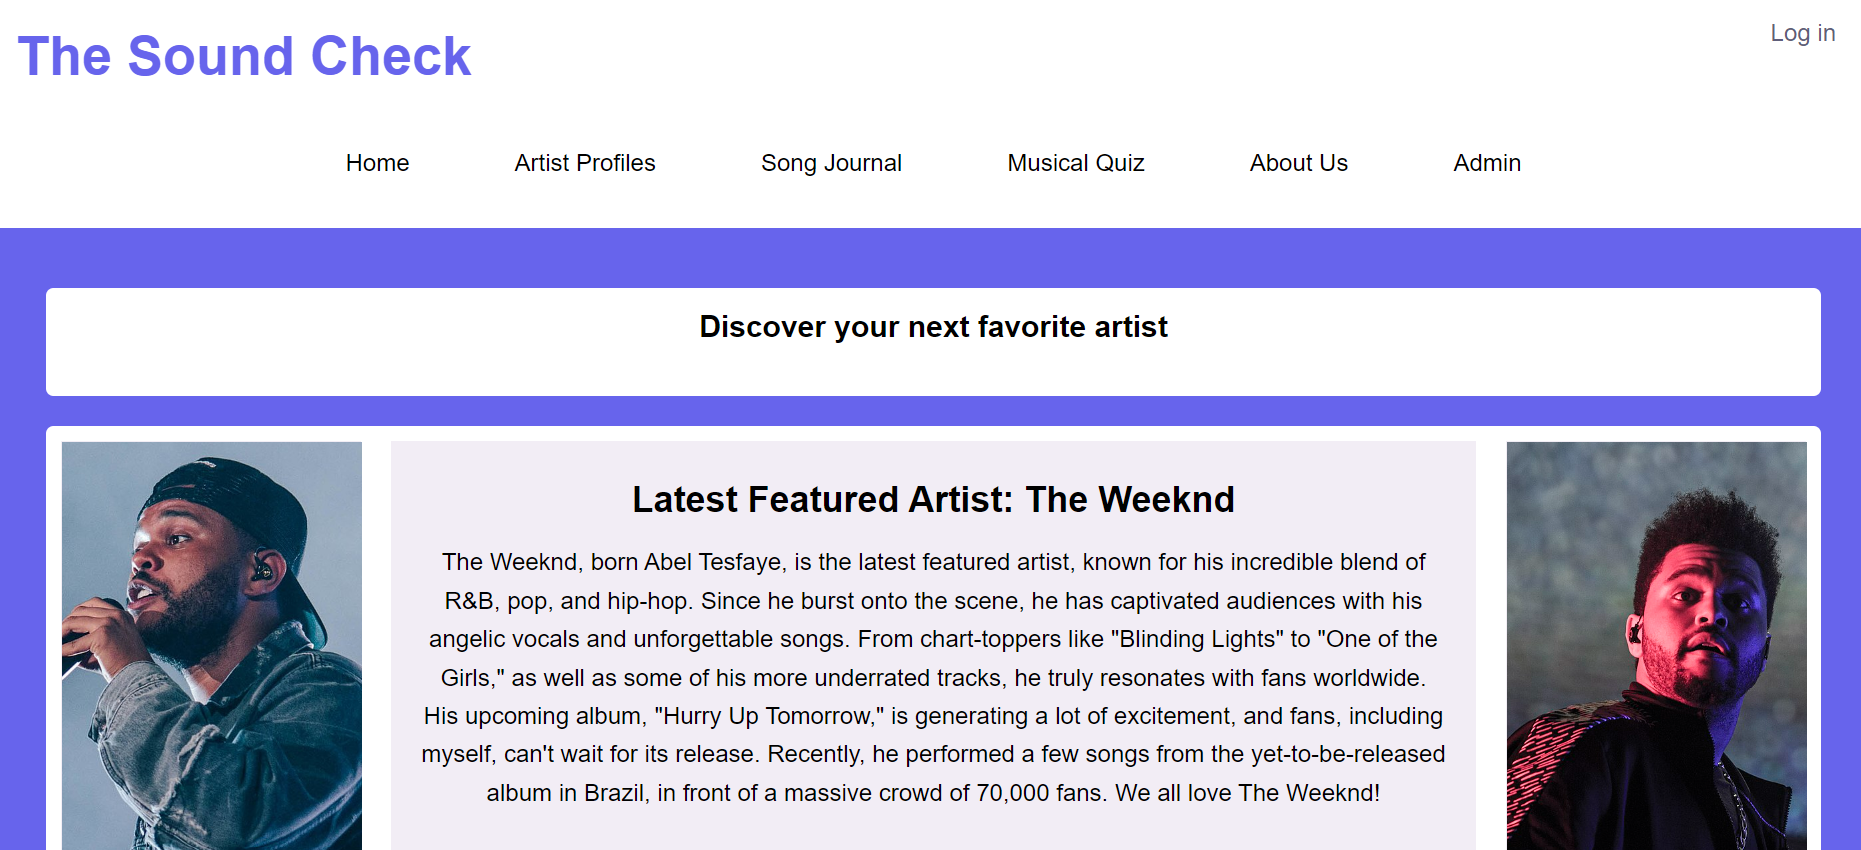 The Sound Check
Log in
Home Artist Profiles Song Journal Musical Quiz About Us Admin
Discover your next favorite artist
Latest Featured Artist: The Weeknd
The Weeknd, born Abel Tesfaye, is the latest featured artist, known for his incredible blend of
R&B, pop, and hip-hop. Since he burst onto the scene, he has captivated audiences with his
angelic vocals and unforgettable songs. From chart-toppers like "Blinding Lights" to "One of the
Girls," as well as some of his more underrated tracks, he truly resonates with fans worldwide.
His upcoming album, "Hurry Up Tomorrow," is generating a lot of excitement, and fans, including
myself, can't wait for its release. Recently, he performed a few songs from the yet-to-be-released
album in Brazil, in front of a massive crowd of 70,000 fans. We all love The Weeknd!